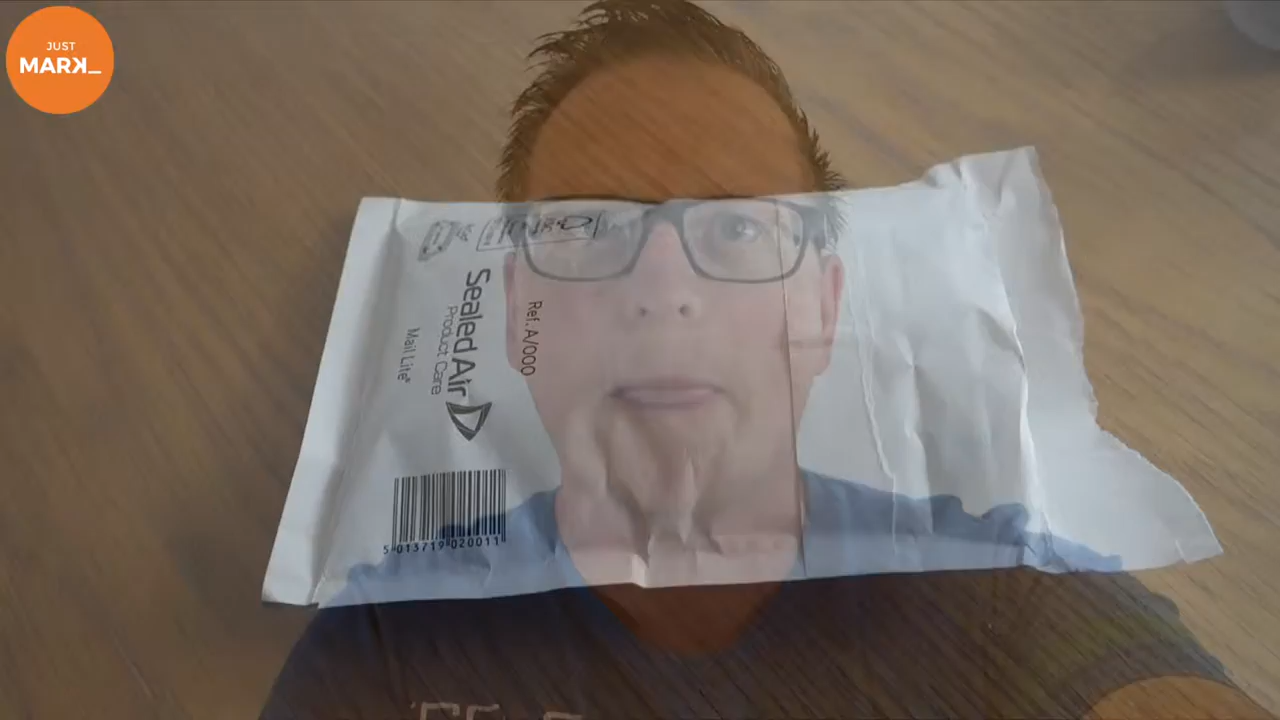 JUST
MARK_
Sealed Air
Product Care
Mail Lite®
Ref. A/000
5 013719 020011